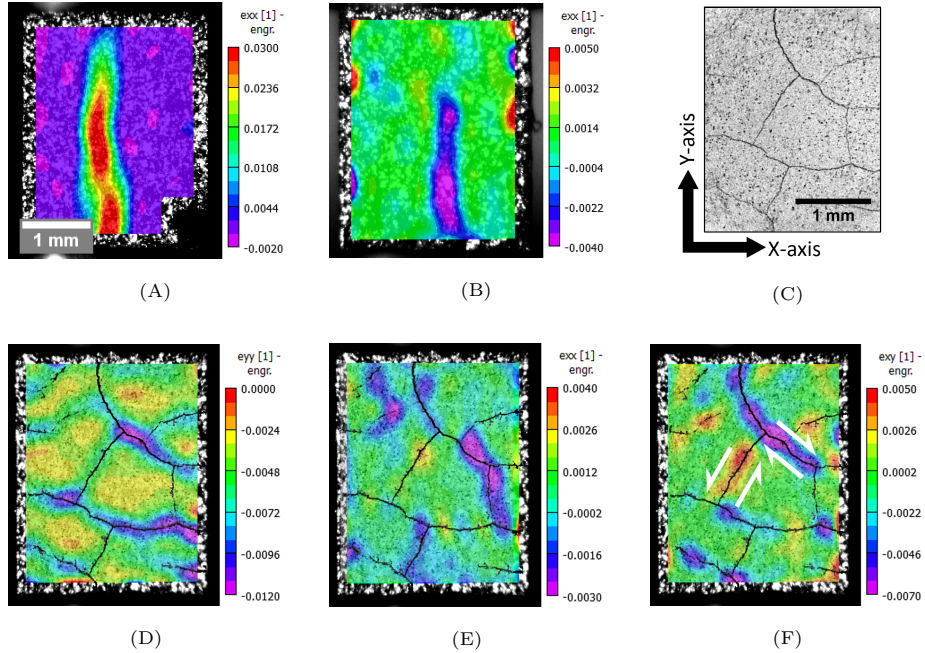 exx [1] -
engr.
0.0300
0.0236
0.0172
0.0108
0.0044
-0.0020
1 mm
(A)
exx [1] -
engr.
0.0050
0.0032
0.0014
-0.0004
-0.0022
-0.0040
(B)
Y-axis
X-axis
1 mm
(C)
eyy [1] -
engr.
0.0000
-0.0024
-0.0048
-0.0072
-0.0096
-0.0120
(D)
exx [1] -
engr.
0.0040
0.0026
0.0012
-0.0002
-0.0016
-0.0030
(E)
exy [1] -
engr.
0.0050
0.0026
0.0002
-0.0022
-0.0046
-0.0070
(F)